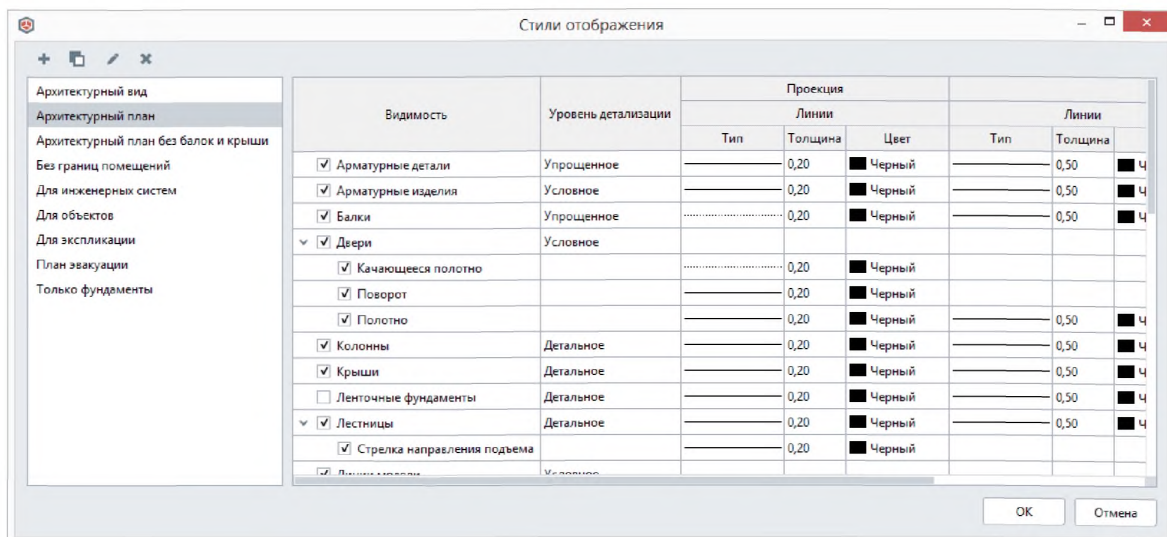 Стили отображения
Архитектурный вид
Архитектурный план
Архитектурный план без балок и крыши
Без границ помещений
Для инженерных систем
Для объектов
Для экспликации
План эвакуации
Только фундаменты
Видимость Уровень детализации Проекция
Линии Линии
Тип Толщина Цвет Тип Толщина
Арматурные детали Упрощенное 0,20 Черный 0,50 Ч
Арматурные изделия Условное 0,20 Черный 0,50 Ч
Балки Упрощенное 0,20 Черный 0,50 Ч
Двери Условное
Качающееся полотно 0,20 Черный
Поворот 0,20 Черный
Полотно 0,20 Черный 0,50 Ч
Колонны Детальное 0,20 Черный 0,50 Ч
Крыши Детальное 0,20 Черный 0,50 Ч
Ленточные фундаменты Детальное 0,20 Черный 0,50 Ч
Лестницы Детальное 0,20 Черный 0,50 Ч
Стрелка направления подъема 0,20 Черный
Линии модели Условное
OK Отмена